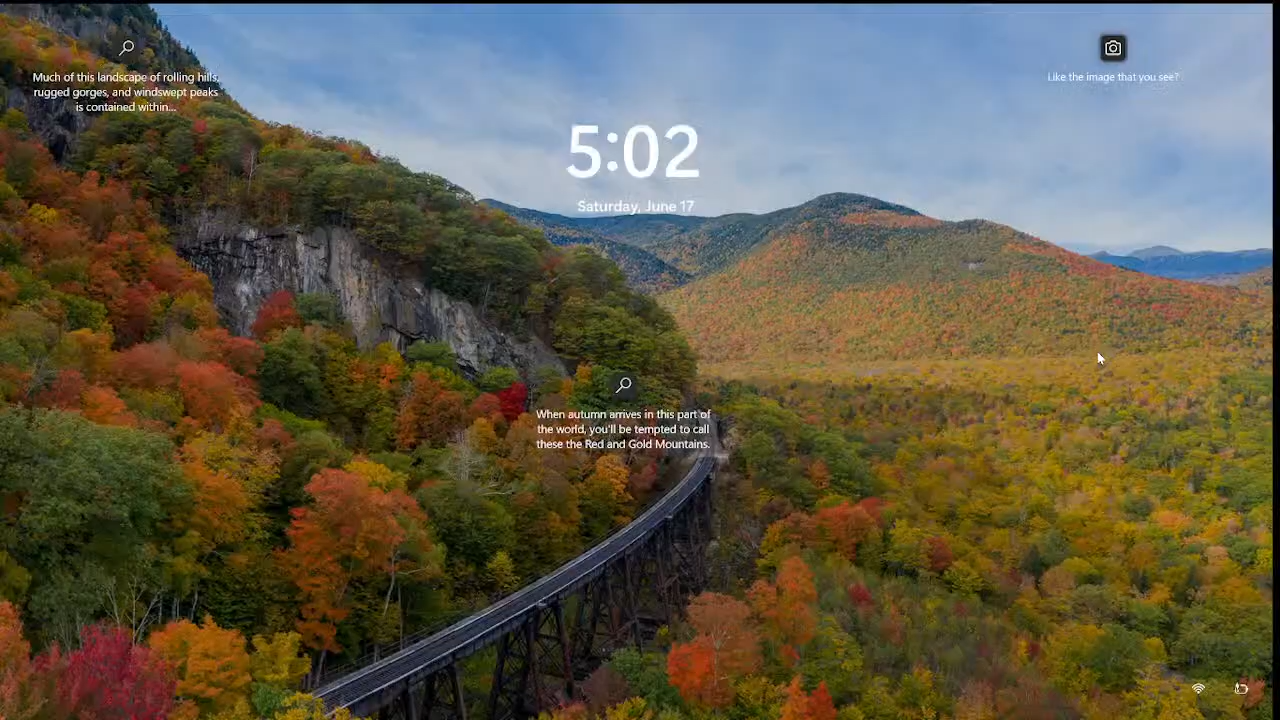 Much of this landscape of rolling hills,
rugged gorges, and windswept peaks
is contained within...
Like the image that you see?
5:02
Saturday, June 17
When autumn arrives in this part of
the world, you'll be tempted to call
these the Red and Gold Mountains.